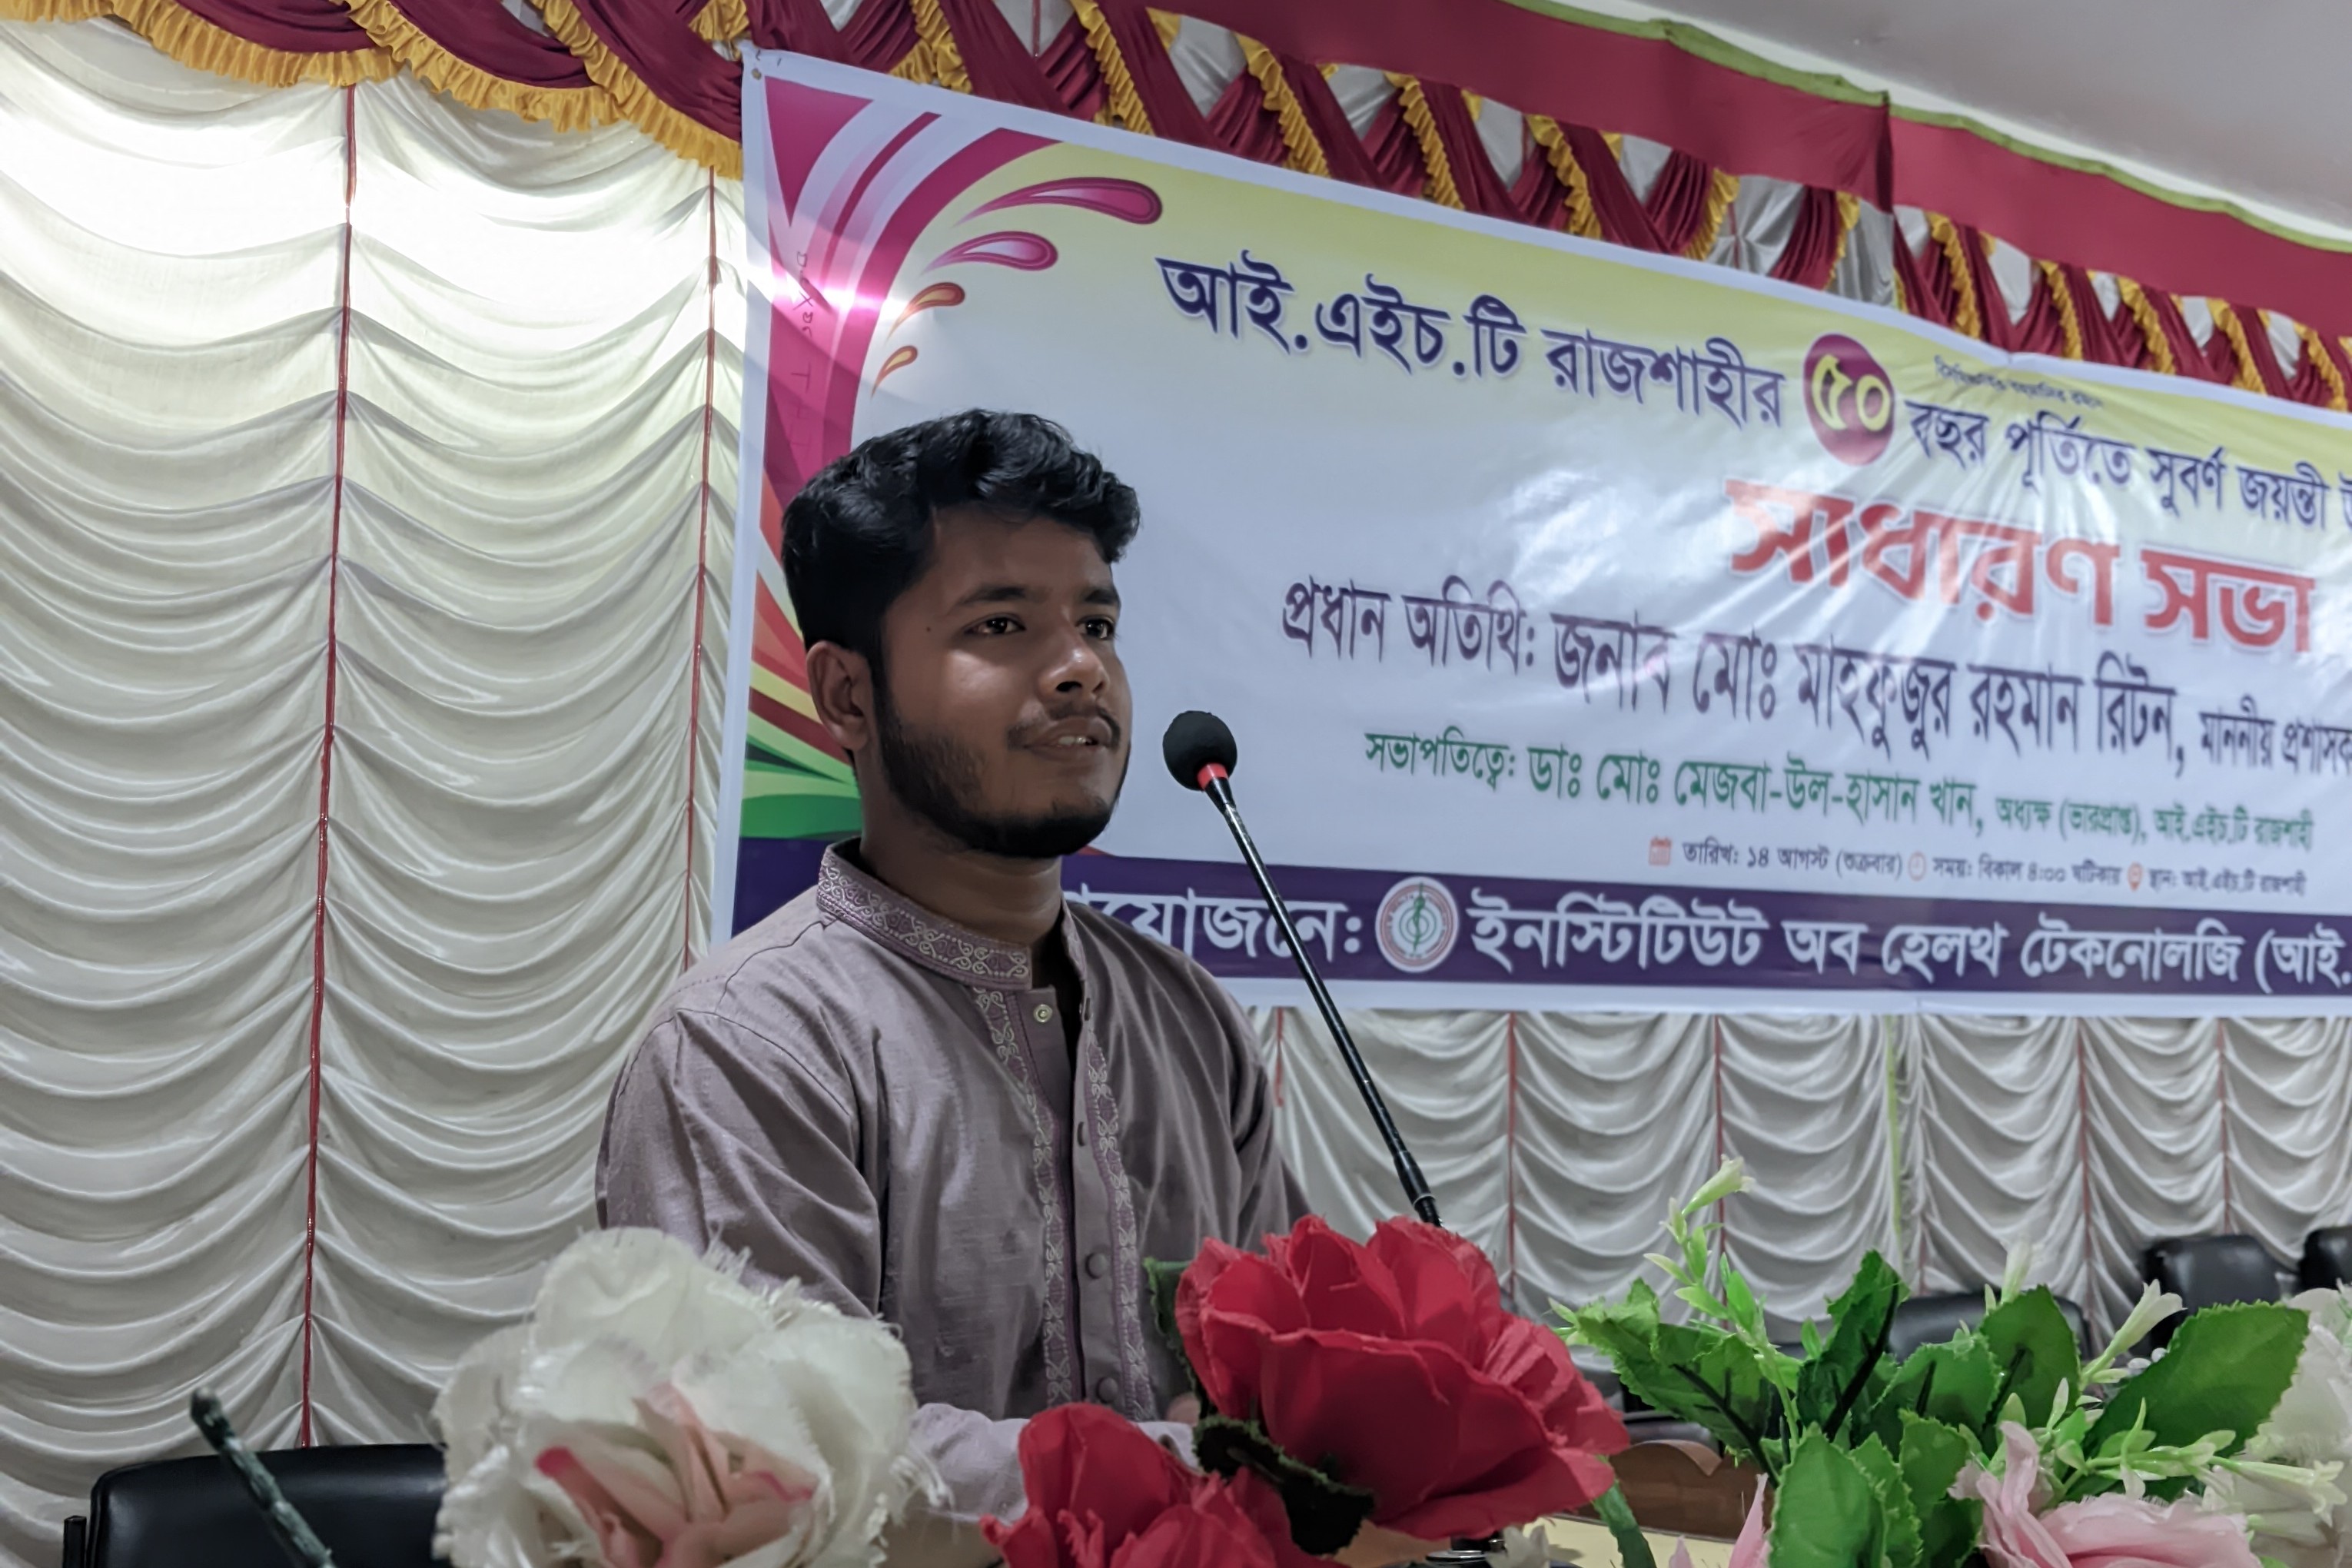 আই.এইচ.টি রাজশাহীর ৫০ বছর পূর্তিতে সুবর্ণ জয়ন্তী
সাধারণ সভা
প্রধান অতিথি: জনাব মোঃ মাহফুজুর রহমান রিটন, মাননীয় প্রশাসক
সভাপতিত্বে: ডাঃ মোঃ মেজবা-উল-হাসান খান, অধ্যক্ষ (ভারপ্রাপ্ত), আই.এইচ.টি রাজশাহী
তারিখ: ১৪ আগস্ট (শুক্রবার) সময়: বিকাল ৪:০০ ঘটিকায় স্থান: আই.এইচ.টি রাজশাহী
য়োজনে: ইনস্টিটিউট অব হেলথ টেকনোলজি (আই.